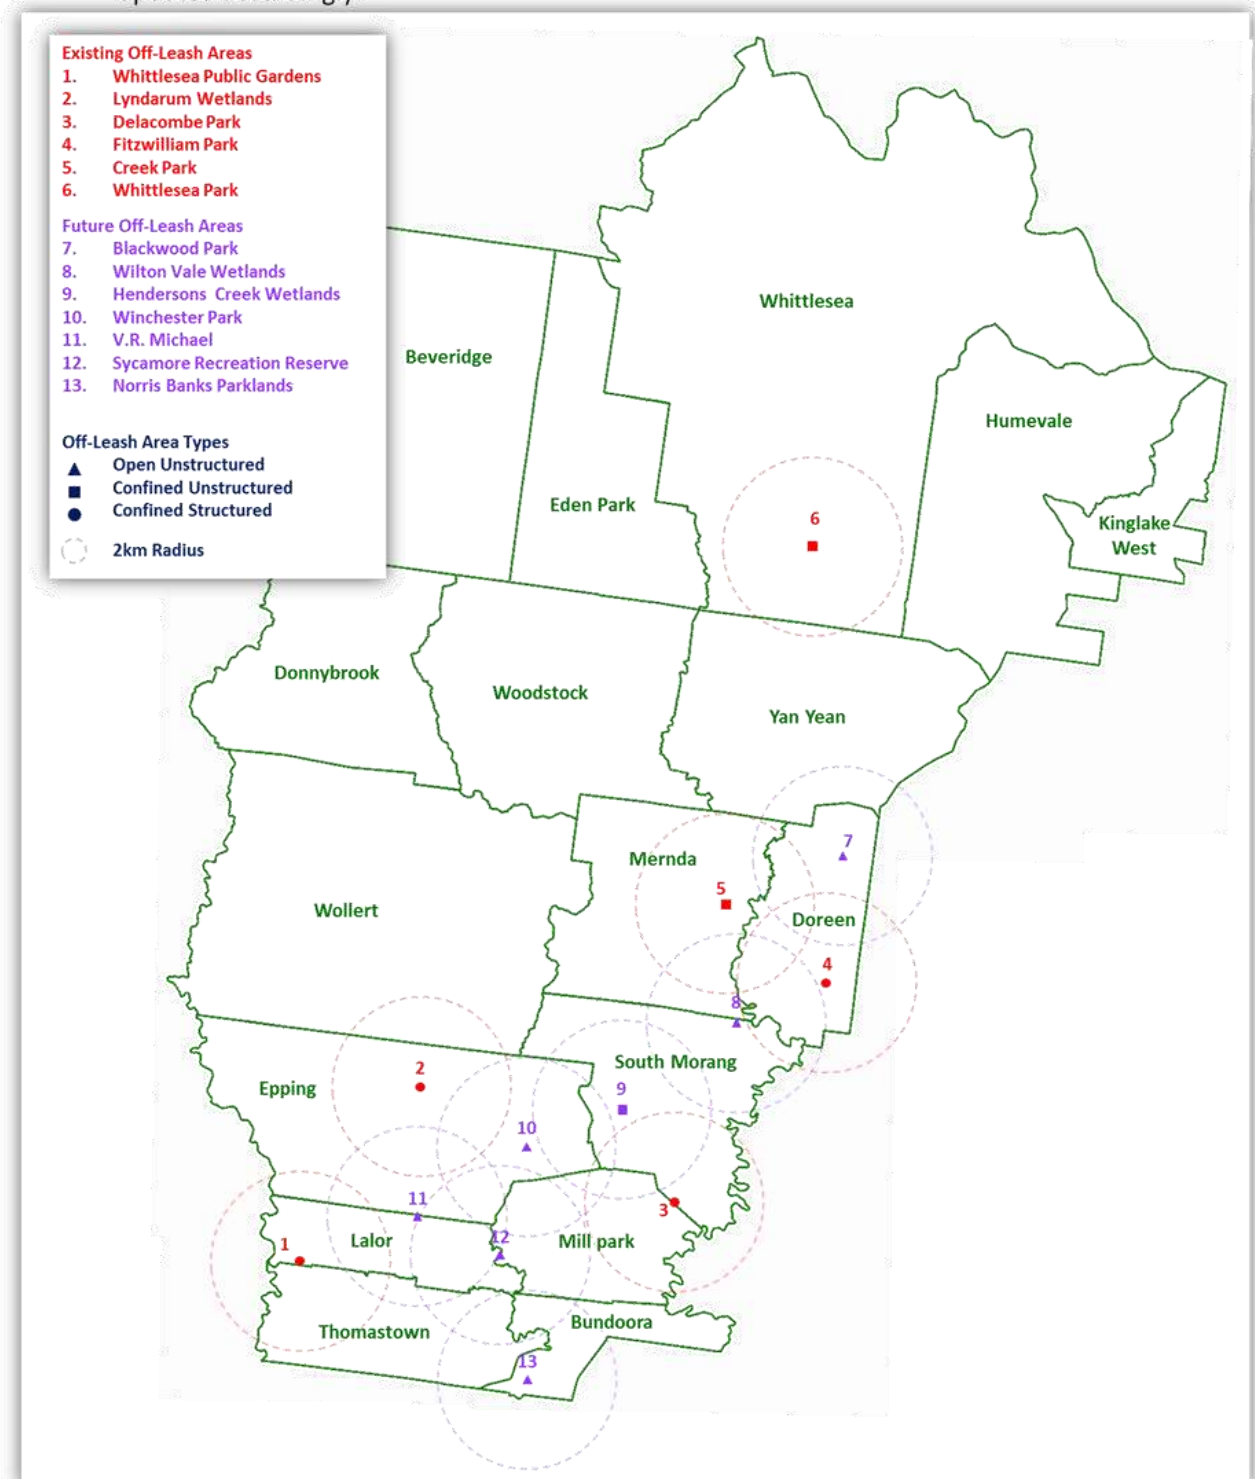 Existing Off-Leash Areas
1. Whittlesea Public Gardens
2. Lyndarum Wetlands
3. Delacombe Park
4. Fitzwilliam Park
5. Creek Park
6. Whittlesea Park
Future Off-Leash Areas
7. Blackwood Park
8. Wilton Vale Wetlands
9. Hendersons Creek Wetlands
10. Winchester Park
11. V.R. Michael
12. Sycamore Recreation Reserve
13. Norris Banks Parklands
Off-Leash Area Types
Open Unstructured
Confined Unstructured
Confined Structured
2km Radius
Whittlesea
Beveridge
Humevale
Eden Park
6
Kinglake
West
Donnybrook
Woodstock
Yan Yean
7
Mernda
5
Wollert
Doreen
4
8
South Morang
2
Epping
9
10
11
3
12
1
Lalor
Mill park
Bundoora
Thomastown
13